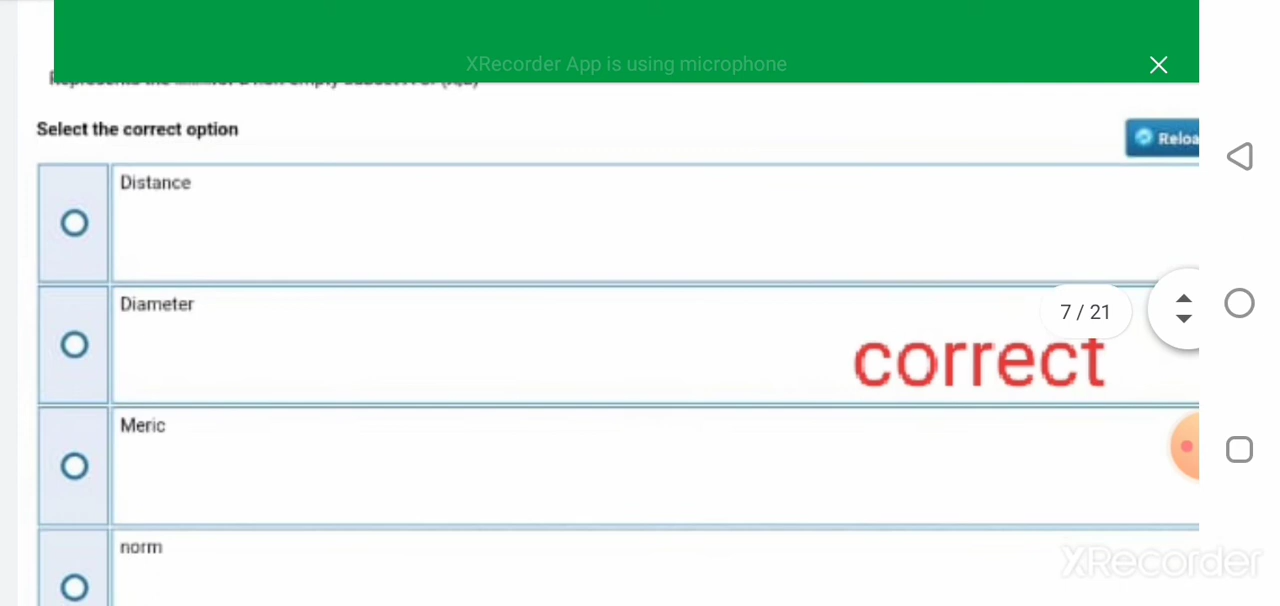 XRecorder App is using microphone
Select the correct option
Reloa
Distance
Diameter
7 / 21
correct
Meric
norm
XRecorder